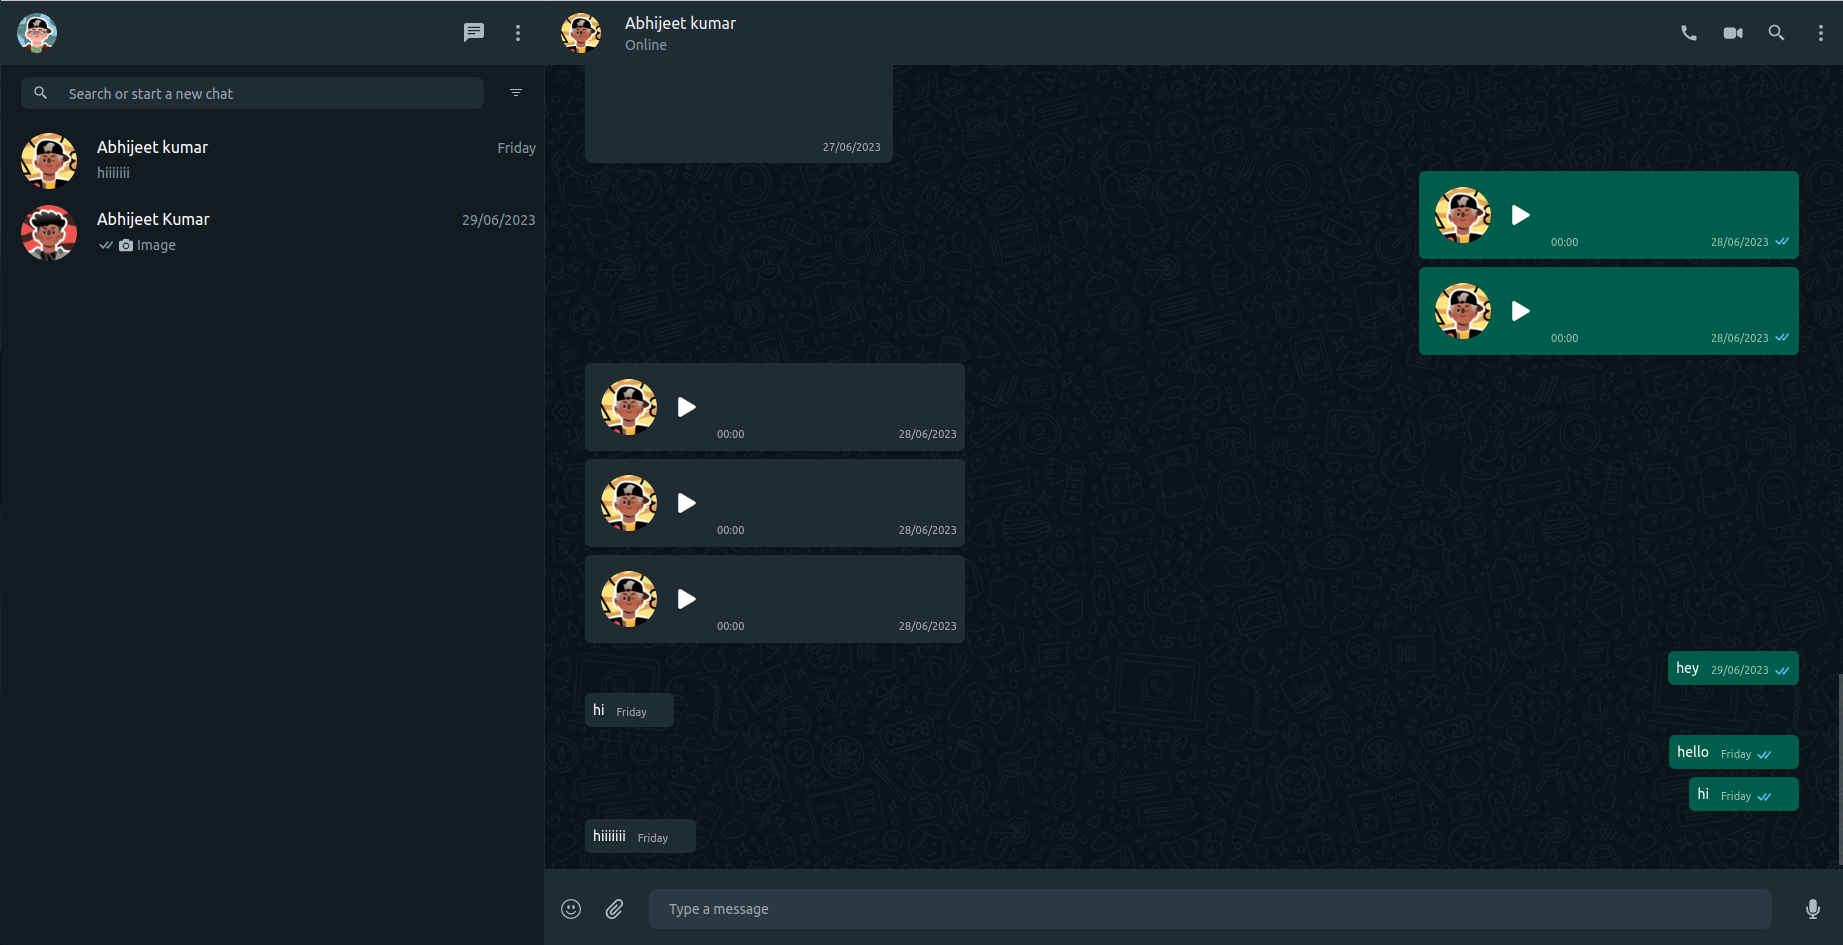 Abhijeet kumar
Online
Search or start a new chat
Abhijeet kumar
Friday
hiiiiiii
Abhijeet Kumar
29/06/2023
Image
27/06/2023
00:00
28/06/2023
00:00
28/06/2023
00:00
28/06/2023
00:00
28/06/2023
00:00
28/06/2023
hey 29/06/2023
hi Friday
hello Friday
hi Friday
hiiiiiii Friday
Type a message